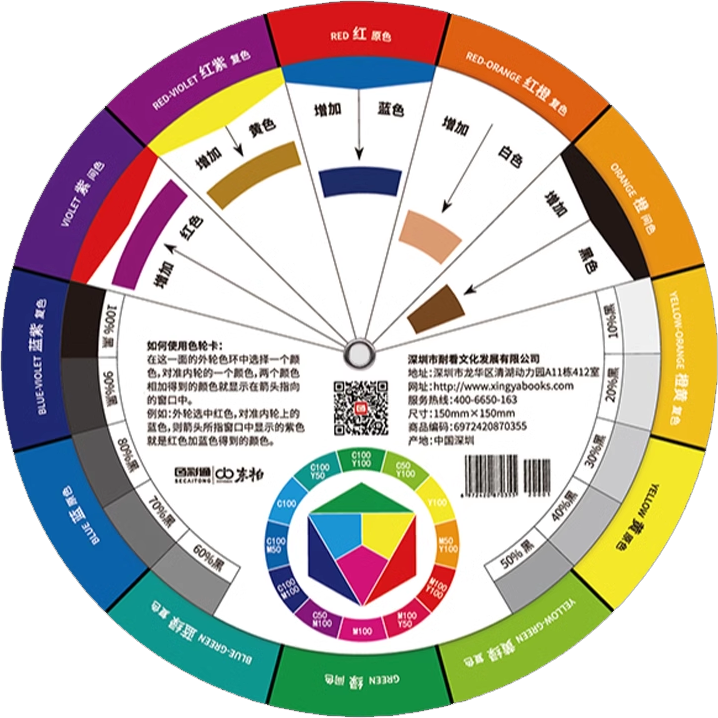 RED 红 原色
RED-ORANGE 红橙 复色
ORANGE 橙 间色
YELLOW-ORANGE 橙黄 复色
YELLOW 黄 原色
YELLOW-GREEN 黄绿 复色
GREEN 绿 间色
BLUE-GREEN 蓝绿 复色
BLUE 蓝 原色
BLUE-VIOLET 蓝紫 复色
VIOLET 紫 间色
RED-VIOLET 红紫 复色
增加 红色
增加 黄色
增加 蓝色
增加 白色
增加 黑色
100%黑
90%黑
80%黑
70%黑
60%黑
50%黑
40%黑
30%黑
20%黑
10%黑
如何使用色轮卡:
在这一面的外轮色环中选择一个颜
色,对准内轮的一个颜色,两个颜色
相加得到的颜色就显示在箭头指向
的窗口中。
例如:外轮选中红色,对准内轮上的
蓝色,则箭头所指窗口中显示的紫色
就是红色加蓝色得到的颜色。
深圳市耐看文化发展有限公司
地址:深圳市龙华区清湖动力园A11栋412室
网址:http://www.xingyabooks.com
服务热线:400-6650-163
尺寸:150mm×150mm
商品编码:6972420870355
产地:中国深圳
BECAITONG
C100 Y100
C50 Y100
Y100
M50 Y100
M100 Y100
M100 Y50
M100
C50 M100
C100 M100
C100 M50
C100
C100 Y50